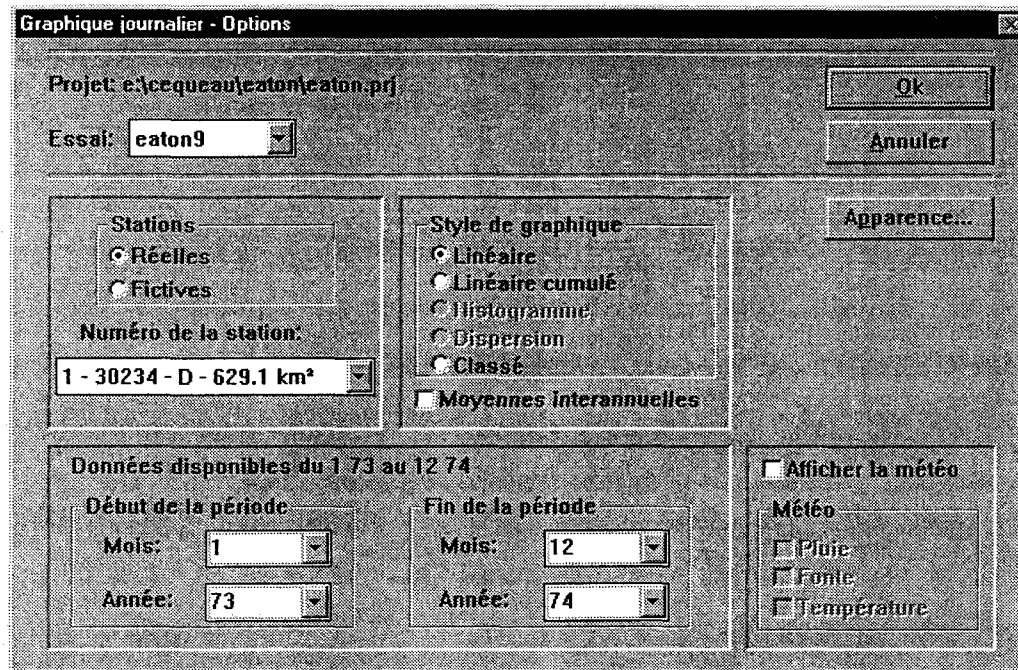 Graphique journalier - Options
Projet: e:\cequeau\eaton\eaton.prj
Ok
Essai: eaton9
Annuler
Apparence...
Stations
Réelles
Fictives
Numéro de la station:
1 - 30234 - D - 629.1 km²
Style de graphique
Linéaire
Linéaire cumulé
Histogramme
Dispersion
Classé
Moyennes interannuelles
Données disponibles du 1 73 au 12 74
Début de la période
Mois: 1
Année: 73
Fin de la période
Mois: 12
Année: 74
Afficher la météo
Météo
Pluie
Fonte
Température